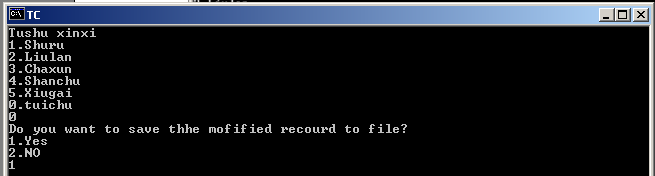 TC
Tushu xinxi
1.Shuru
2.Liulan
3.Chaxun
4.Shanchu
5.Xiugai
0.tuichu
0
Do you want to save thhe mofified recourd to file?
1.Yes
2.NO
1